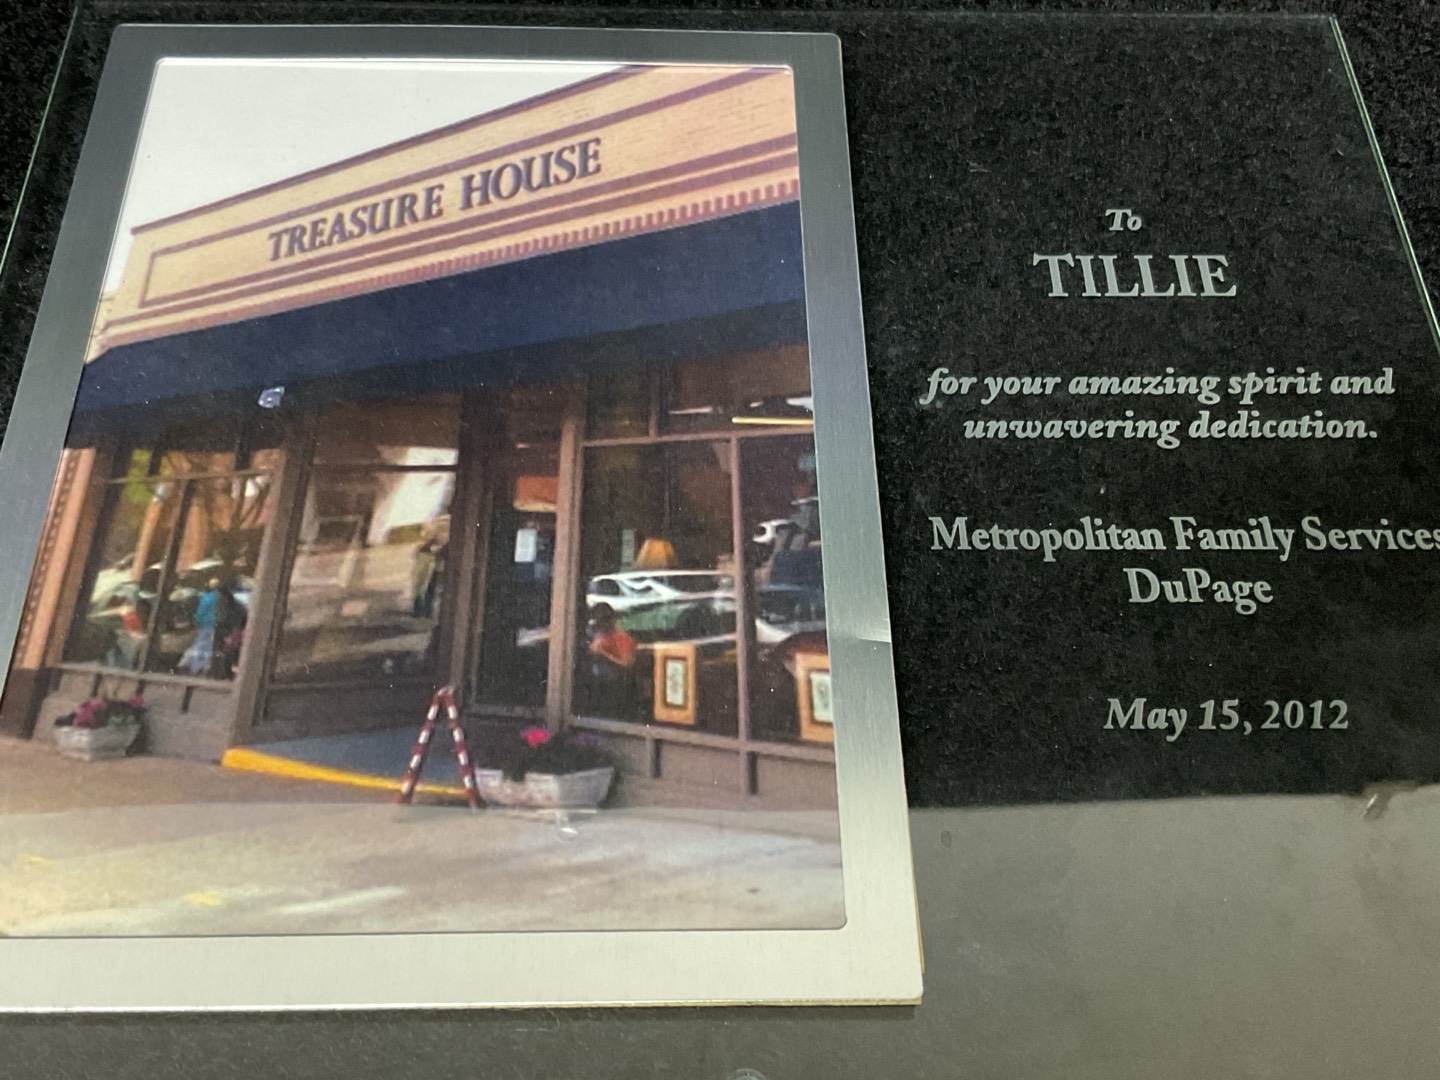 TREASURE HOUSE
To
TILLIE
for your amazing spirit and
unwavering dedication.
Metropolitan Family Services
DuPage
May 15, 2012